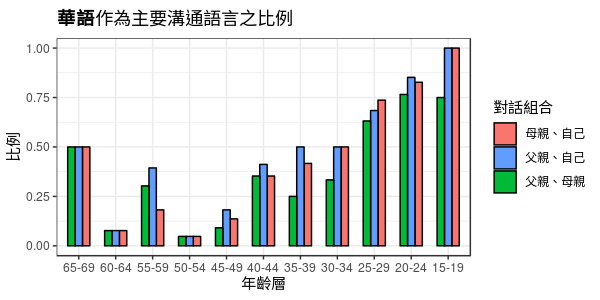 華語作為主要溝通語言之比例
1.00
0.75
0.50
0.25
0.00
比例
65-69 60-64 55-59 50-54 45-49 40-44 35-39 30-34 25-29 20-24 15-19
年齡層
對話組合
母親、自己
父親、自己
父親、母親